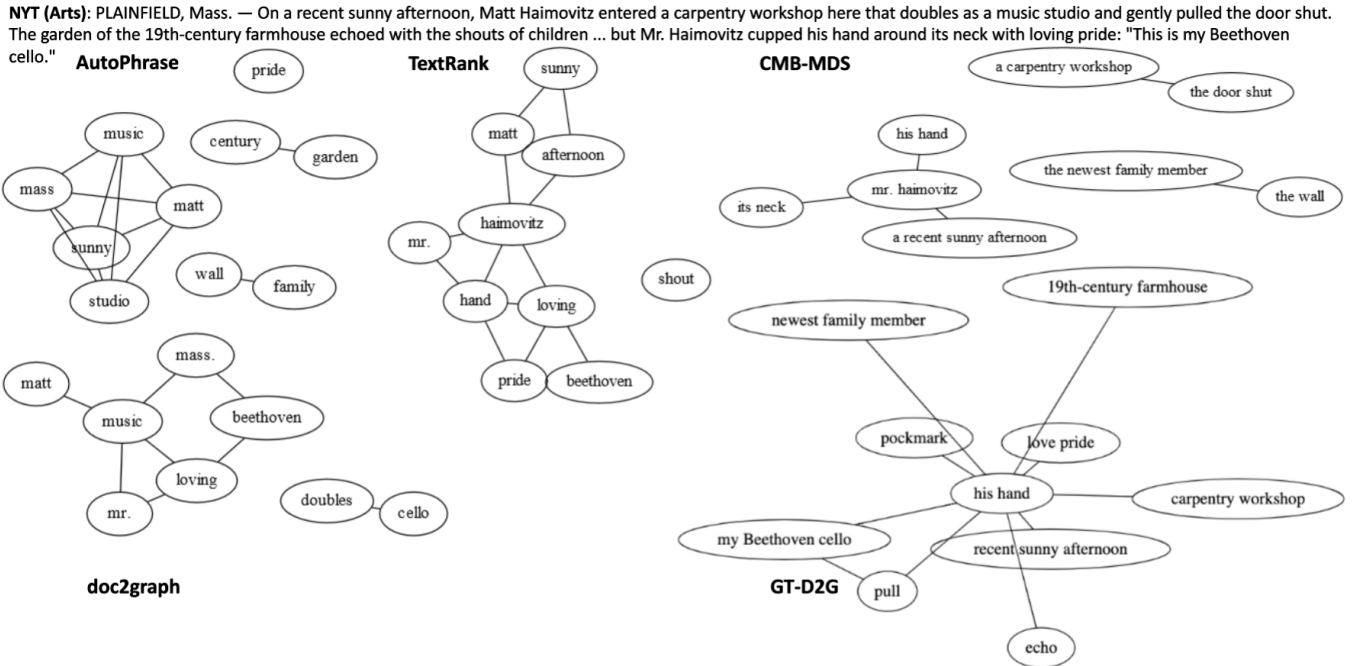 NYT (Arts): PLAINFIELD, Mass. — On a recent sunny afternoon, Matt Haimovitz entered a carpentry workshop here that doubles as a music studio and gently pulled the door shut.
The garden of the 19th-century farmhouse echoed with the shouts of children ... but Mr. Haimovitz cupped his hand around its neck with loving pride: "This is my Beethoven
cello."
AutoPhrase
pride
music
century
garden
mass
matt
sunny
wall
family
studio
TextRank
sunny
matt
afternoon
haimovitz
mr.
hand
loving
pride
beethoven
CMB-MDS
a carpentry workshop
the door shut
his hand
the newest family member
mr. haimovitz
the wall
its neck
a recent sunny afternoon
mass.
matt
music
beethoven
loving
doubles
mr.
cello
doc2graph
shout
19th-century farmhouse
newest family member
pockmark
love pride
his hand
carpentry workshop
my Beethoven cello
recent sunny afternoon
GT-D2G
pull
echo